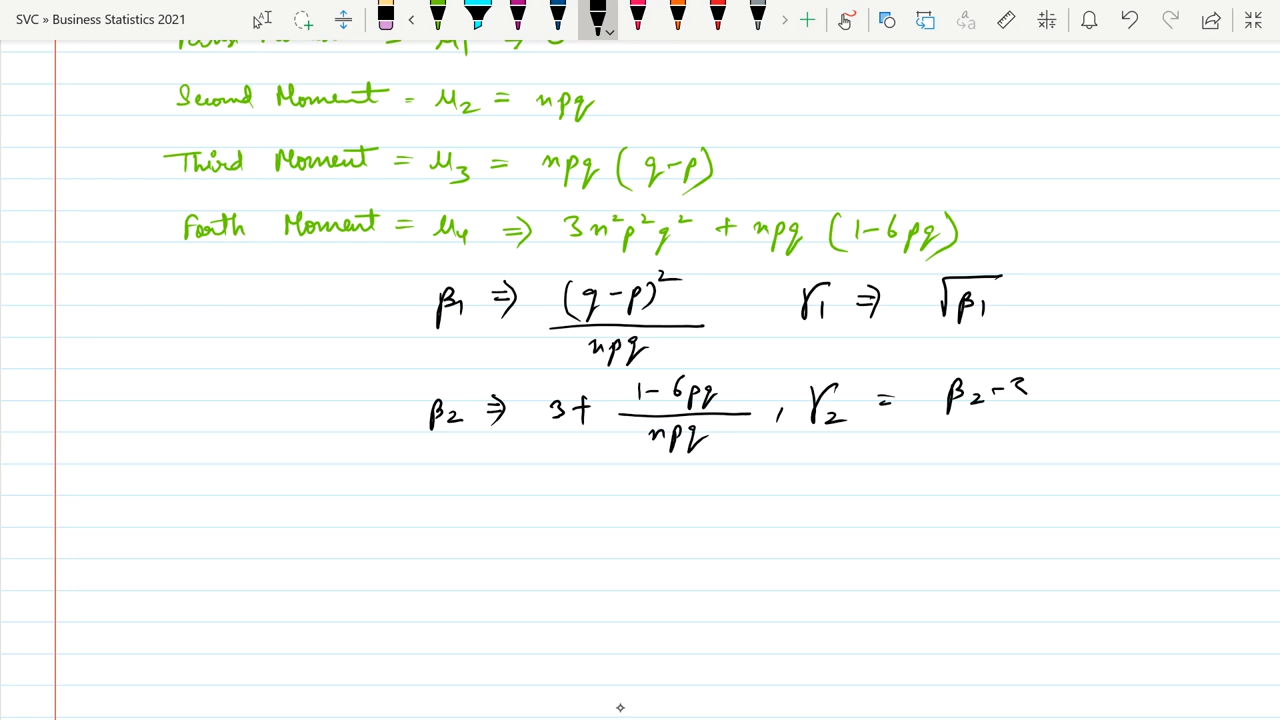 SVC » Business Statistics 2021
Second Moment = μ₂ = npq
Third Moment = μ₃ = npq (q-p)
Forth Moment = μ₄ ⇒ 3n²p²q² + npq (1-6pq)
β₁ ⇒ (q-p)² / npq   γ₁ ⇒ √β₁
β₂ ⇒ 3+ 1-6pq / npq , γ₂ = β₂-3